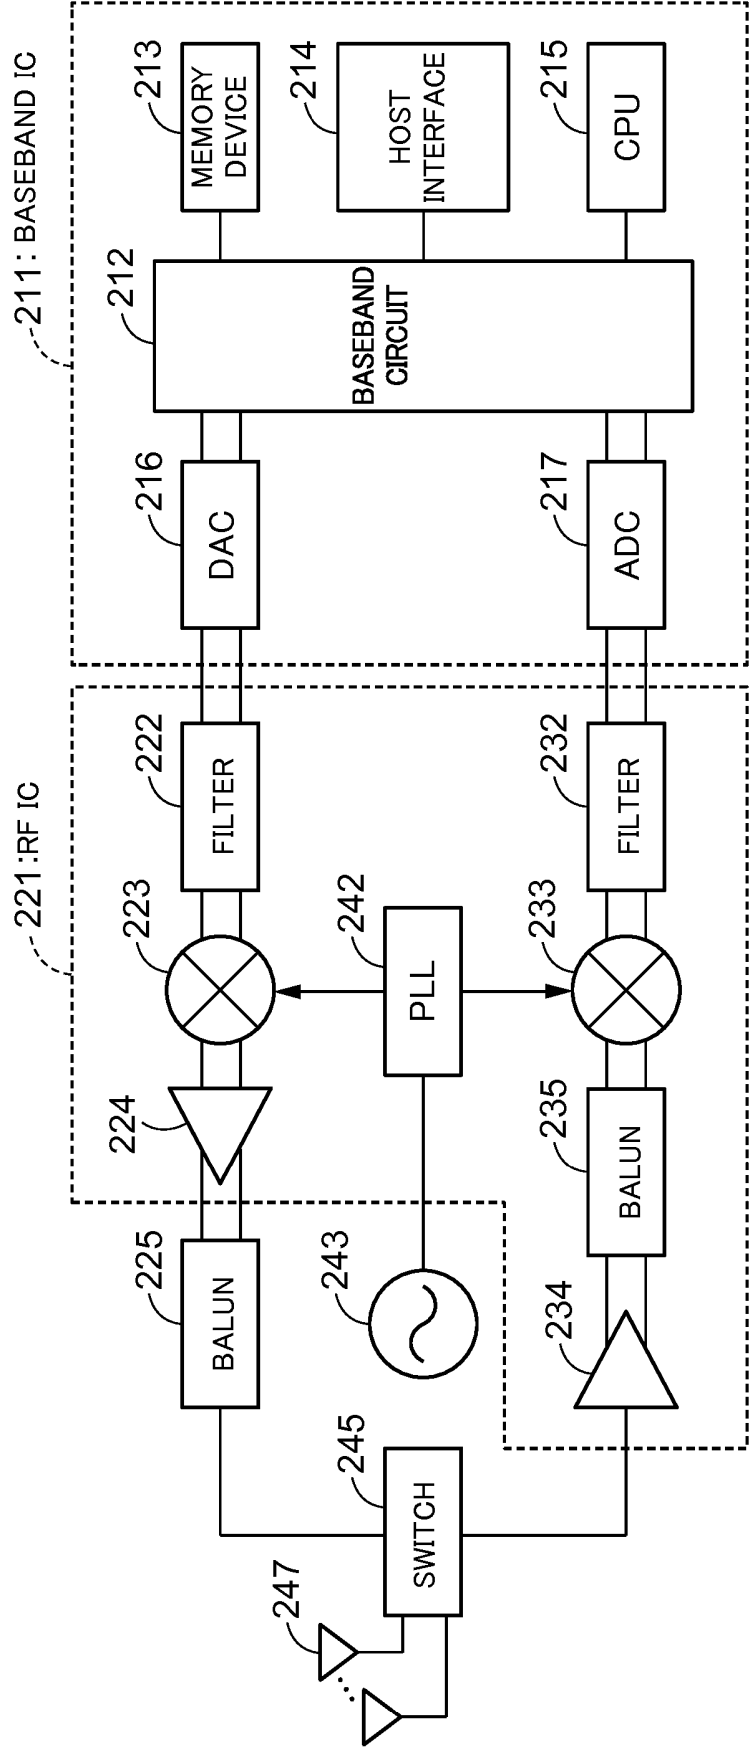 211: BASEBAND IC
213
MEMORY
DEVICE
214
HOST
INTERFACE
215
CPU
212
BASEBAND
CIRCUIT
216
DAC
217
ADC
221:RF IC
222
FILTER
232
FILTER
223
242
PLL
233
224
235
BALUN
225
BALUN
243
234
245
SWITCH
247